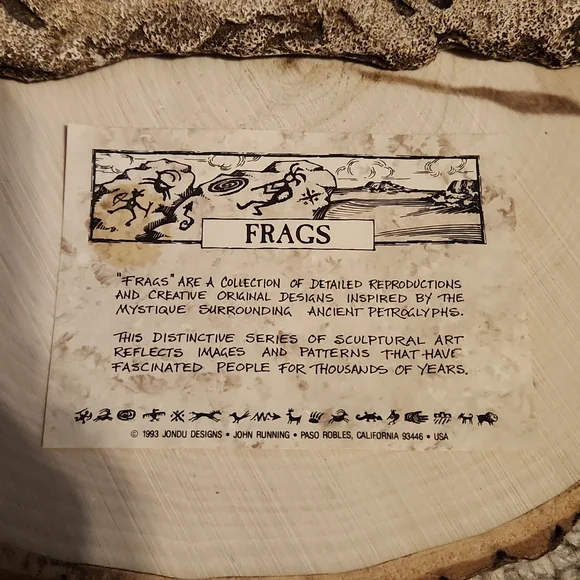 FRAGS
"FRAGS" ARE A COLLECTION OF DETAILED REPRODUCTIONS
AND CREATIVE ORIGINAL DESIGNS INSPIRED BY THE
MYSTIQUE SURROUNDING ANCIENT PETROGLYPHS.
THIS DISTINCTIVE SERIES OF SCULPTURAL ART
REFLECTS IMAGES AND PATTERNS THAT HAVE
FASCINATED PEOPLE FOR THOUSANDS OF YEARS.
© 1993 JONDU DESIGNS • JOHN RUNNING • PASO ROBLES, CALIFORNIA 93446 • USA